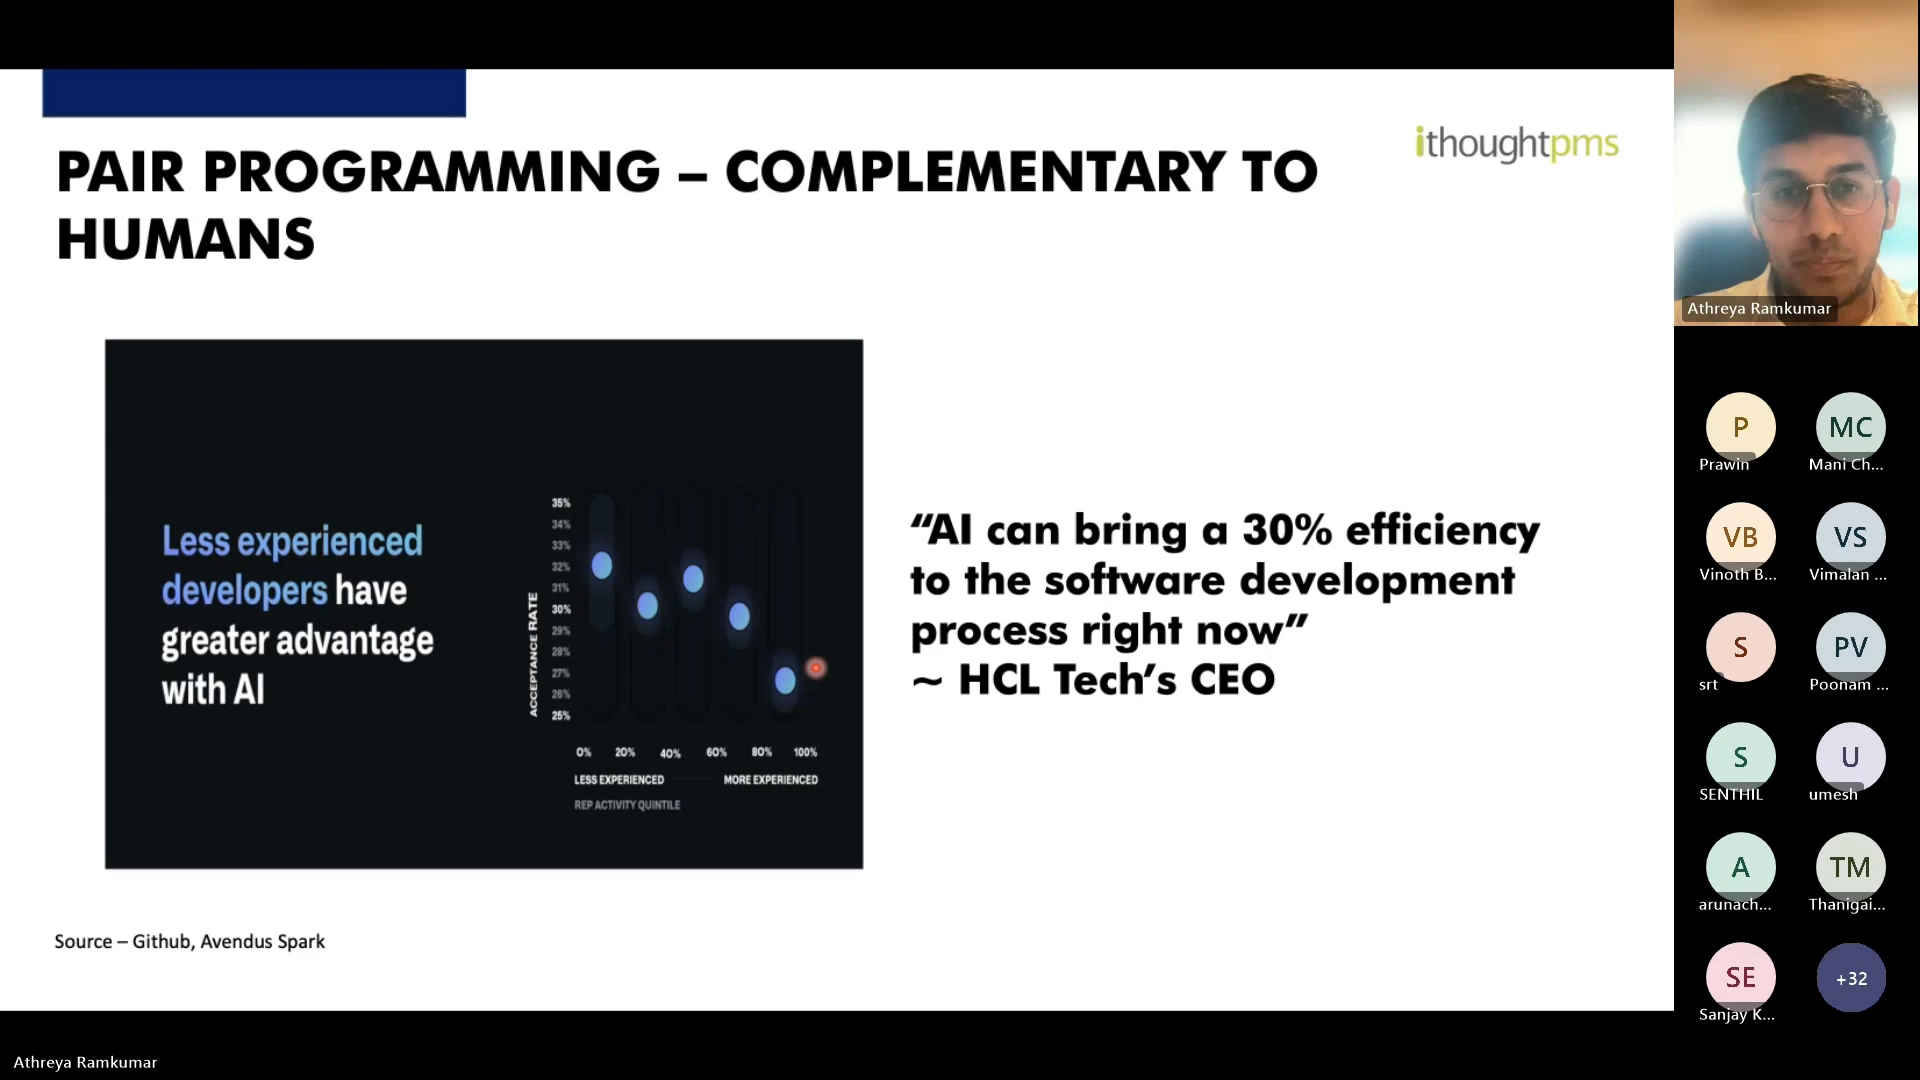 PAIR PROGRAMMING – COMPLEMENTARY TO
HUMANS
ithoughtpms
Less experienced
developers have
greater advantage
with AI
ACCEPTANCE RATE
35%
34%
33%
32%
31%
30%
29%
28%
27%
26%
25%
0% 20% 40% 60% 80% 100%
LESS EXPERIENCED MORE EXPERIENCED
REP ACTIVITY QUINTILE
“AI can bring a 30% efficiency
to the software development
process right now”
~ HCL Tech’s CEO
Source – Github, Avendus Spark
Athreya Ramkumar
P MC
Prawin Mani Ch...
VB VS
Vinoth B... Vimalan ...
S PV
srt Poonam ...
S U
SENTHIL umesh
A TM
arunach... Thanigai...
SE +32
Sanjay K...
Athreya Ramkumar